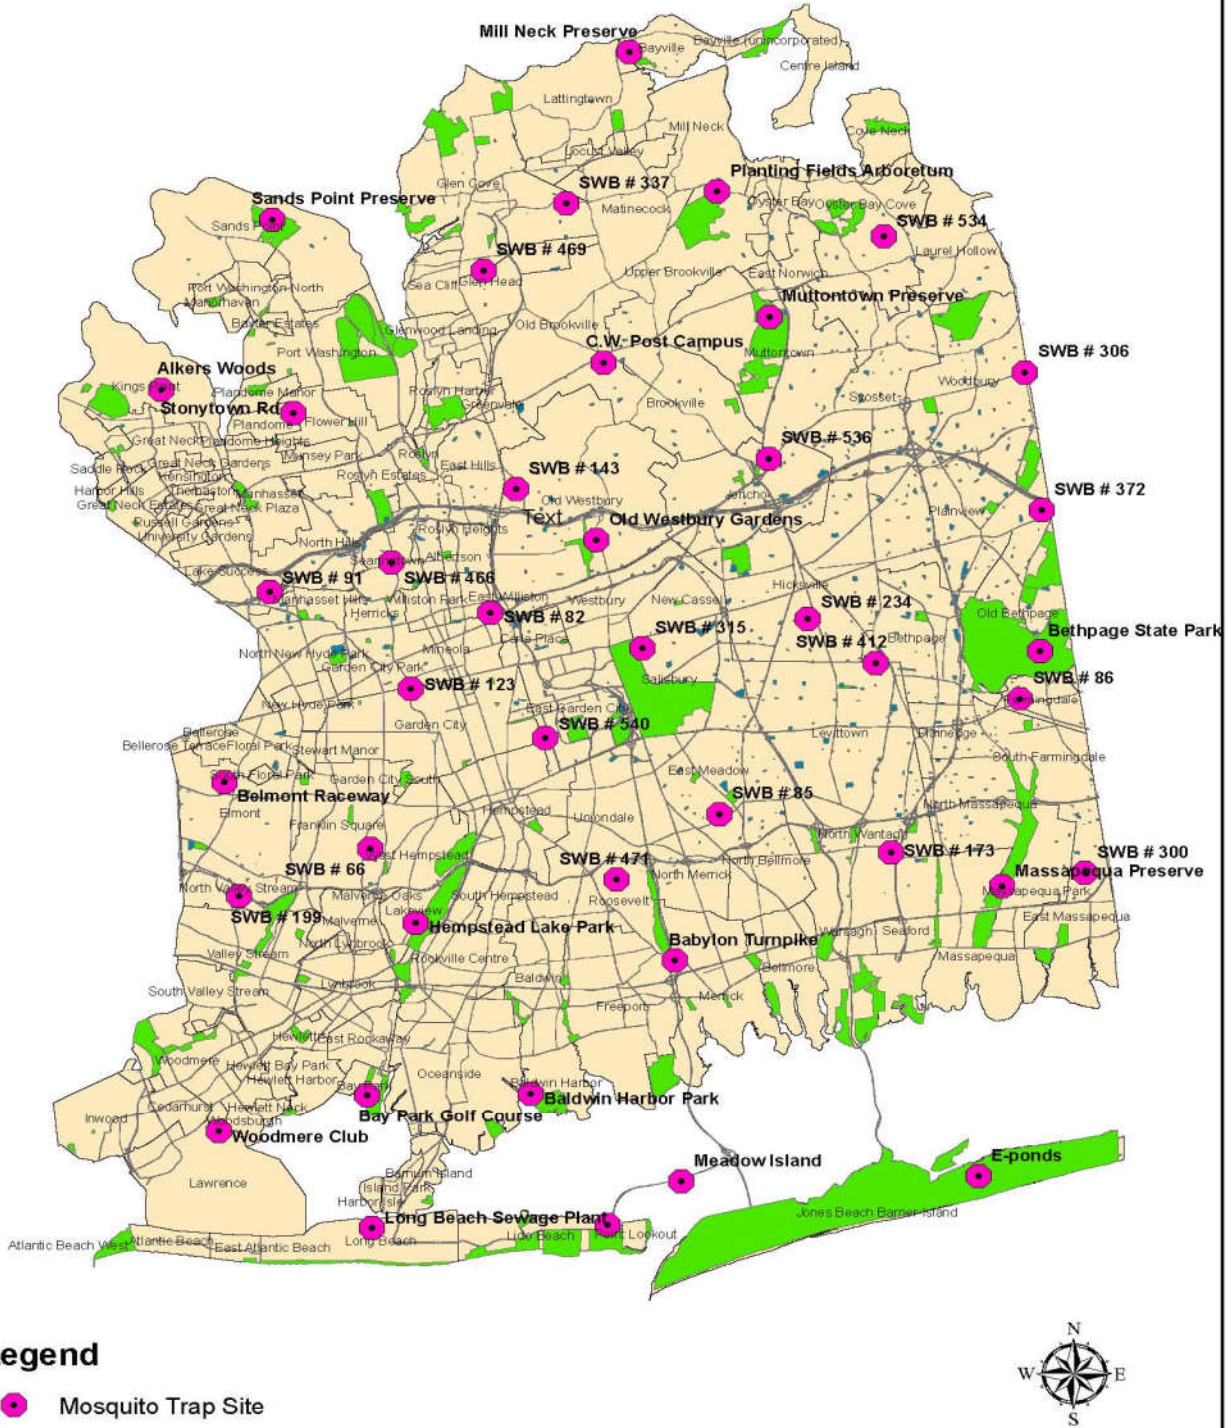 Mill Neck Preserve
Bayville
Bayville (unincorporated)
Centre Island
Lattingtown
Mill Neck
Cove Neck
Locust Valley
Planting Fields Arboretum
Glen Cove
SWB # 337
Sands Point Preserve
Matinecock
Oyster Bay
Oyster Bay Cove
SWB # 534
Sands Point
SWB # 469
Laurel Hollow
Upper Brookville
East Norwich
Sea Cliff
Glen Head
Port Washington North
Manorhaven
Muttontown Preserve
Baxter Estates
Glenwood Landing
Old Brookville
C.W. Post Campus
Port Washington
Muttontown
SWB # 306
Alkers Woods
Kings Point
Plandome Manor
Roslyn Harbor
Woodbury
Stonytown Rd
Greenvale
Brookville
Syosset
Plandome
Flower Hill
Great Neck
Plandome Heights
SWB # 536
Munsey Park
Roslyn
Saddle Rock
Great Neck Gardens
East Hills
SWB # 143
Kensington
Roslyn Estates
Harbor Hills
Thomaston
Manhasset
Old Westbury
Jericho
SWB # 372
Great Neck Estates
Great Neck Plaza
Text
Old Westbury Gardens
Plainview
Russell Gardens
Roslyn Heights
University Gardens
North Hills
Searingtown
Albertson
Lake Success
SWB # 91
SWB # 466
Hicksville
Manhasset Hills
Williston Park
East Williston
Westbury
New Cassel
SWB # 234
Old Bethpage
Herricks
SWB # 82
SWB # 315
Bethpage State Park
Carle Place
SWB # 412
Bethpage
North New Hyde Park
Mineola
Garden City Park
Salisbury
SWB # 86
SWB # 123
Farmingdale
New Hyde Park
East Garden City
Garden City
SWB # 540
Bellerose
Levittown
Plainedge
Bellerose Terrace
Floral Park
Stewart Manor
South Farmingdale
South Floral Park
Garden City South
East Meadow
Belmont Raceway
SWB # 85
North Massapequa
Elmont
Hempstead
Uniondale
Franklin Square
North Wantagh
SWB # 66
West Hempstead
SWB # 471
North Bellmore
SWB # 173
SWB # 300
North Merrick
Massapequa Preserve
North Valley Stream
Malverne Oaks
South Hempstead
Roosevelt
Massapequa Park
SWB # 199
Malverne
Lakeview
Hempstead Lake Park
East Massapequa
North Lynbrook
Babylon Turnpike
Wantagh
Seaford
Valley Stream
Rockville Centre
Massapequa
Bellmore
Lynbrook
Baldwin
South Valley Stream
Freeport
Merrick
Hewlett
East Rockaway
Woodmere
Hewlett Bay Park
Oceanside
Hewlett Harbor
Bay Park
Baldwin Harbor
Baldwin Harbor Park
Cedarhurst
Hewlett Neck
Inwood
Woodsburgh
Bay Park Golf Course
Woodmere Club
Meadow Island
E-ponds
Barnum Island
Lawrence
Island Park
Harbor Isle
Jones Beach Barrier Island
Long Beach Sewage Plant
Atlantic Beach West
Atlantic Beach
East Atlantic Beach
Long Beach
Lido Beach
Point Lookout
egend
Mosquito Trap Site
N
W
E
S